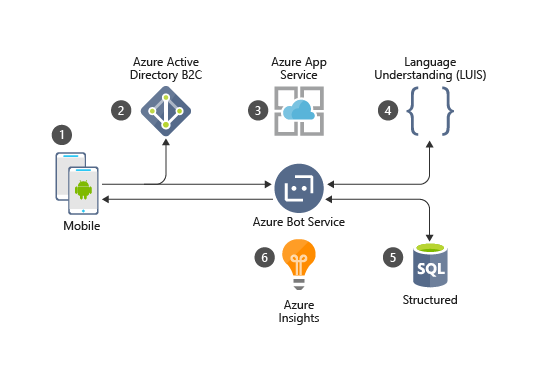 Azure Active
Directory B2C
Azure App
Service
Language
Understanding (LUIS)
2
3
4
1
Mobile
Azure Bot Service
6
5
SQL
Azure
Insights
Structured